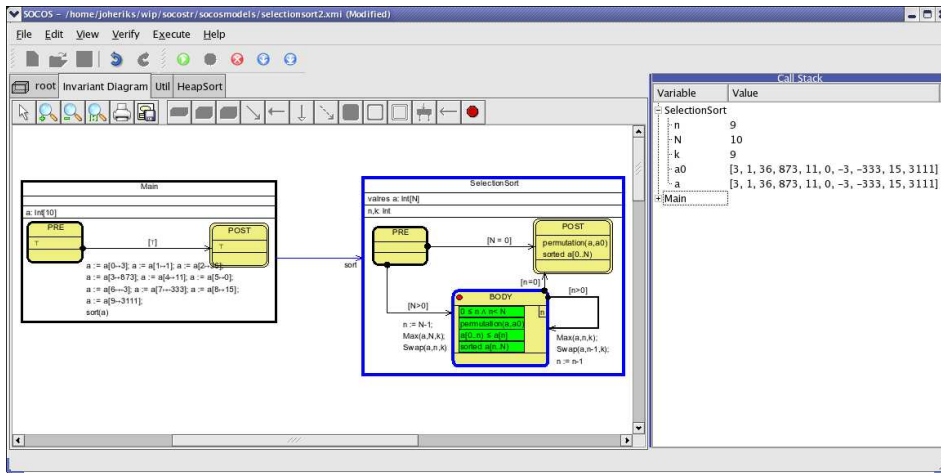 SOCOS – /home/joheriks/wip/socostr/socosmodels/selectionsort2.xmi (Modified)
File Edit View Verify Execute Help
root Invariant Diagram Util HeapSort
Call Stack
Variable Value
SelectionSort
n 9
N 10
k 9
a0 [3, 1, 36, 873, 11, 0, -3, -333, 15, 3111]
a [3, 1, 36, 873, 11, 0, -3, -333, 15, 3111]
Main
Main
a: Int[10]
PRE
T
[T]
POST
T
a := a[0→3]; a := a[1→1]; a := a[2→36];
a := a[3→873]; a := a[4→11]; a := a[5→0];
a := a[6→-3]; a := a[7→-333]; a := a[8→15];
a := a[9→3111];
sort(a)
sort
SelectionSort
valres a: Int[N]
n,k: Int
PRE
[N = 0]
POST
permutation(a,a0)
sorted a[0..N)
[n=0]
[n>0]
[N>0]
n := N-1;
Max(a,N,k);
Swap(a,n,k)
BODY
0 ≤ n ∧ n< N
n
permutation(a,a0)
a[0..n) ≤ a[n]
sorted a[n..N)
Max(a,n,k);
Swap(a,n-1,k);
n := n-1